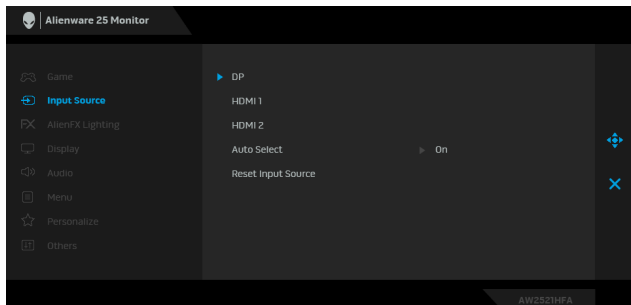 Alienware 25 Monitor
Game
DP
Input Source
HDMI 1
FX AlienFX Lighting
HDMI 2
Display
Auto Select On
Audio
Reset Input Source
Menu
Personalize
Others
AW2521HFA